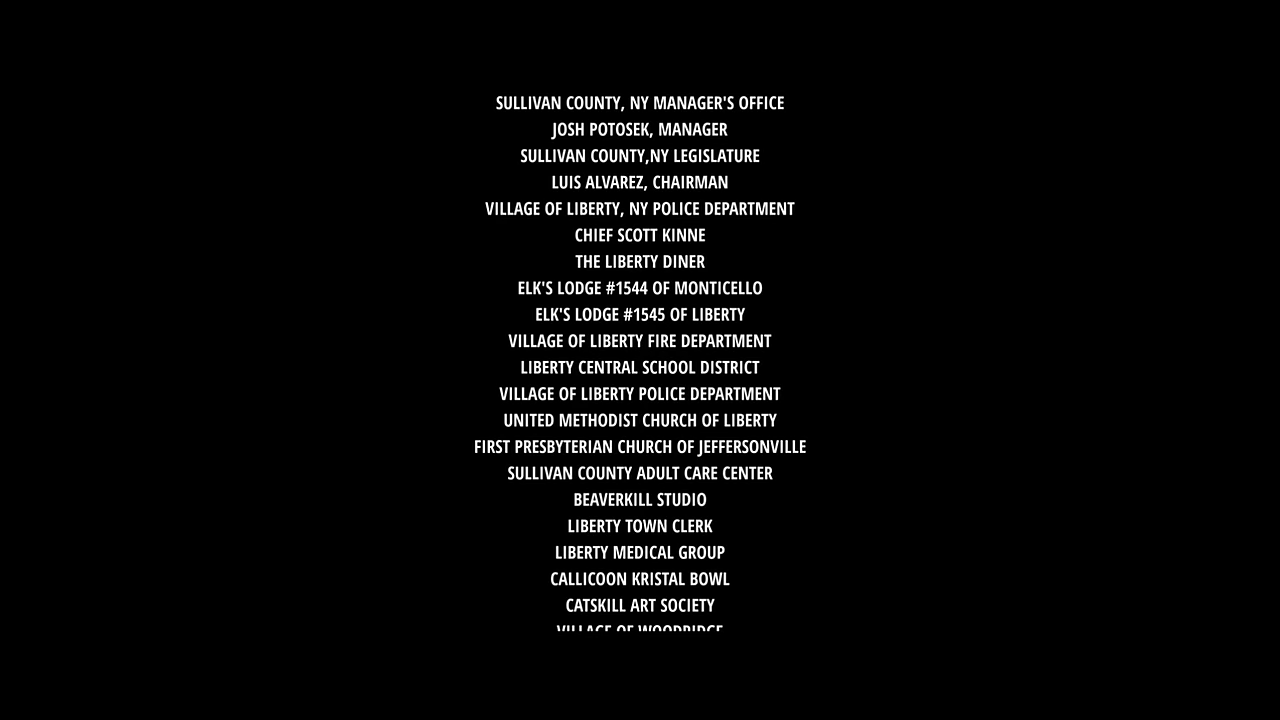 SULLIVAN COUNTY, NY MANAGER'S OFFICE
JOSH POTOSEK, MANAGER
SULLIVAN COUNTY,NY LEGISLATURE
LUIS ALVAREZ, CHAIRMAN
VILLAGE OF LIBERTY, NY POLICE DEPARTMENT
CHIEF SCOTT KINNE
THE LIBERTY DINER
ELK'S LODGE #1544 OF MONTICELLO
ELK'S LODGE #1545 OF LIBERTY
VILLAGE OF LIBERTY FIRE DEPARTMENT
LIBERTY CENTRAL SCHOOL DISTRICT
VILLAGE OF LIBERTY POLICE DEPARTMENT
UNITED METHODIST CHURCH OF LIBERTY
FIRST PRESBYTERIAN CHURCH OF JEFFERSONVILLE
SULLIVAN COUNTY ADULT CARE CENTER
BEAVERKILL STUDIO
LIBERTY TOWN CLERK
LIBERTY MEDICAL GROUP
CALLICOON KRISTAL BOWL
CATSKILL ART SOCIETY
VILLAGE OF WOODRIDGE